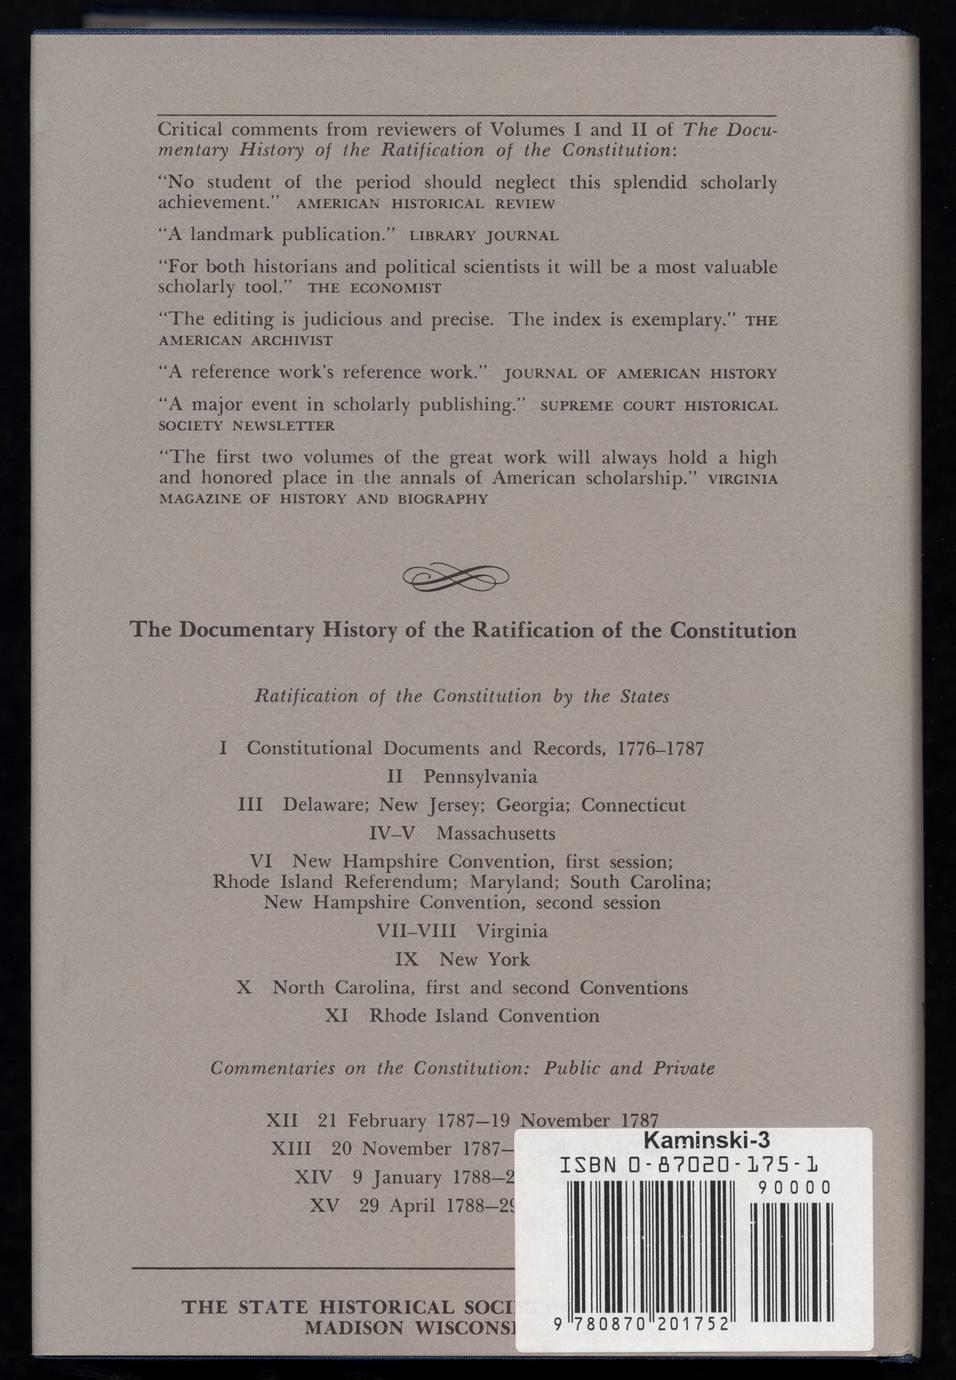 Critical comments from reviewers of Volumes I and II of The Docu-
mentary History of the Ratification of the Constitution:
“No student of the period should neglect this splendid scholarly
achievement.” AMERICAN HISTORICAL REVIEW
“A landmark publication.” LIBRARY JOURNAL
“For both historians and political scientists it will be a most valuable
scholarly tool.” THE ECONOMIST
“The editing is judicious and precise. The index is exemplary.” THE
AMERICAN ARCHIVIST
“A reference work's reference work.” JOURNAL OF AMERICAN HISTORY
“A major event in scholarly publishing.” SUPREME COURT HISTORICAL
SOCIETY NEWSLETTER
“The first two volumes of the great work will always hold a high
and honored place in the annals of American scholarship.” VIRGINIA
MAGAZINE OF HISTORY AND BIOGRAPHY
The Documentary History of the Ratification of the Constitution
Ratification of the Constitution by the States
I Constitutional Documents and Records, 1776–1787
II Pennsylvania
III Delaware; New Jersey; Georgia; Connecticut
IV–V Massachusetts
VI New Hampshire Convention, first session;
Rhode Island Referendum; Maryland; South Carolina;
New Hampshire Convention, second session
VII–VIII Virginia
IX New York
X North Carolina, first and second Conventions
XI Rhode Island Convention
Commentaries on the Constitution: Public and Private
XII 21 February 1787–19 November 1787
XIII 20 November 1787–
XIV 9 January 1788–2
XV 29 April 1788–29
THE STATE HISTORICAL SOCI
MADISON WISCONSI
Kaminski-3
ISBN 0-87020-175-1
90000
9 780870 201752